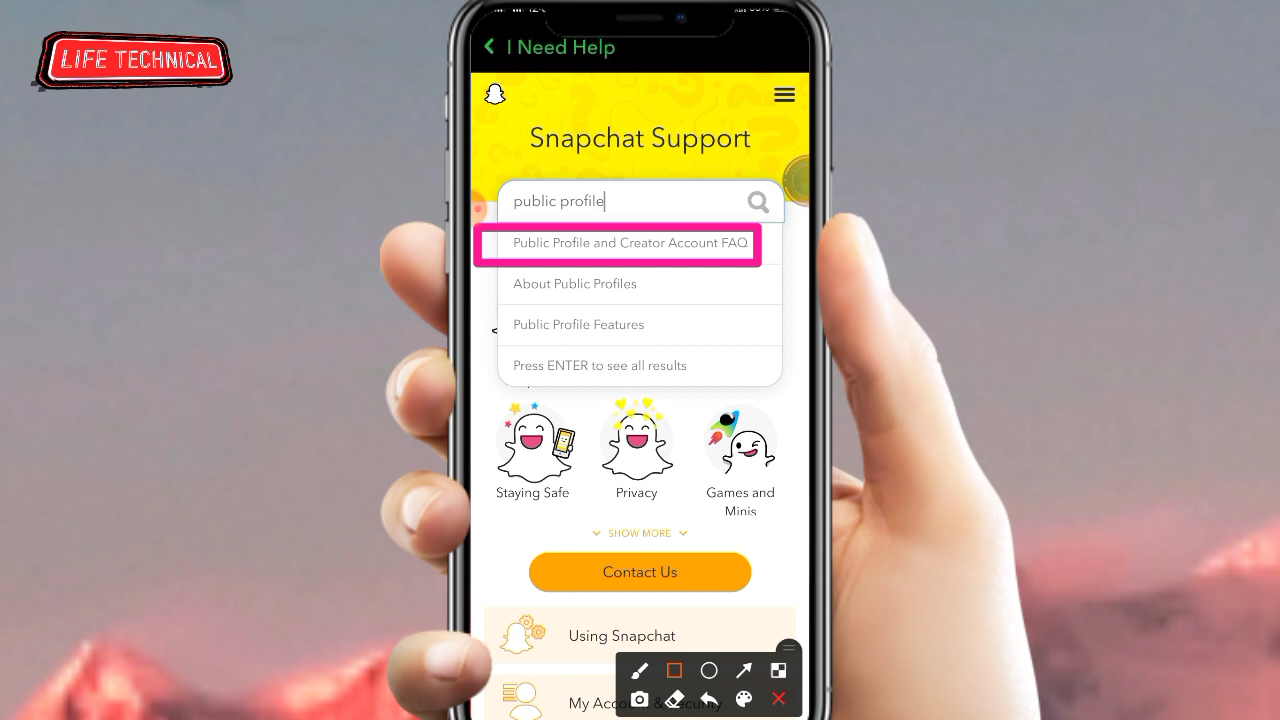 LIFE TECHNICAL
I Need Help
Snapchat Support
public profile
Public Profile and Creator Account FAQ
About Public Profiles
Public Profile Features
Press ENTER to see all results
Staying Safe
Privacy
Games and
Minis
SHOW MORE
Contact Us
Using Snapchat
My Account & Security